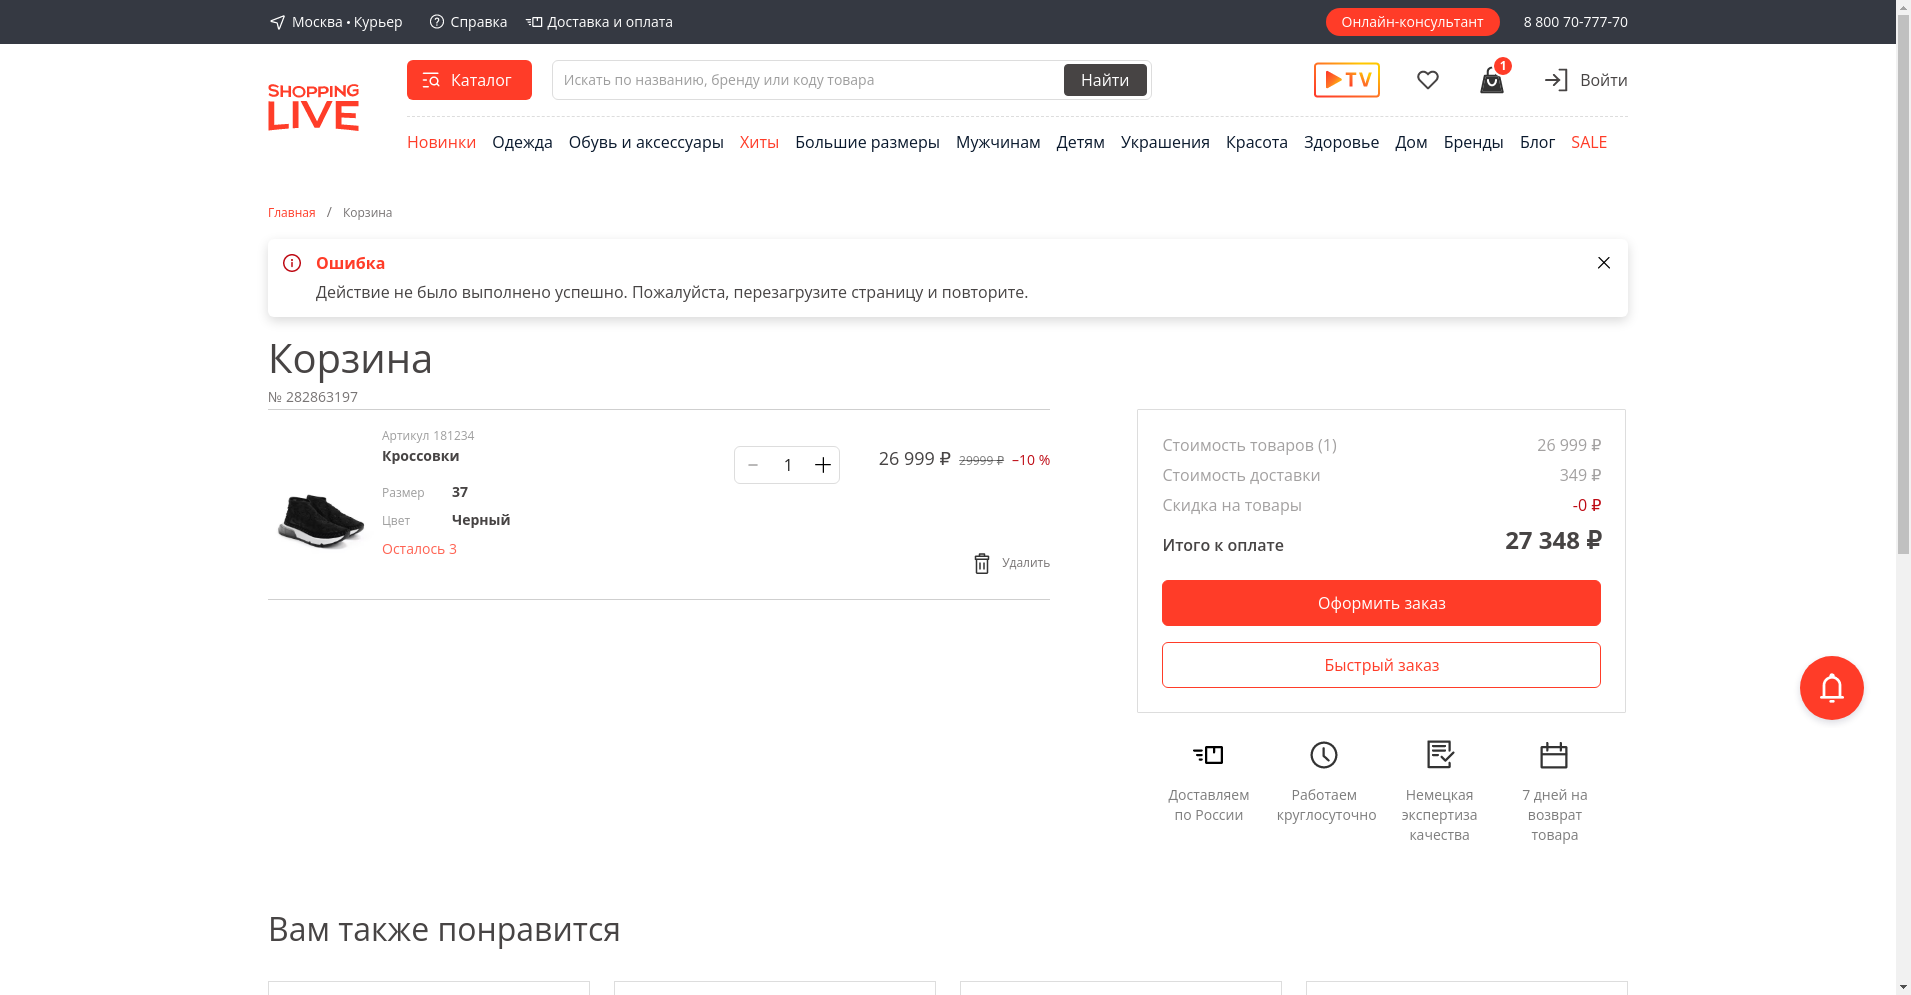 Москва • Курьер
Справка
Доставка и оплата
Онлайн-консультант
8 800 70-777-70
SHOPPING
LIVE
Каталог
Искать по названию, бренду или коду товара
Найти
TV
1
Войти
Новинки
Одежда
Обувь и аксессуары
Хиты
Большие размеры
Мужчинам
Детям
Украшения
Красота
Здоровье
Дом
Бренды
Блог
SALE
Главная / Корзина
Ошибка
Действие не было выполнено успешно. Пожалуйста, перезагрузите страницу и повторите.
Корзина
№ 282863197
Артикул 181234
Кроссовки
Размер 37
Цвет Черный
Осталось 3
1
26 999 ₽ 29999 ₽ –10 %
Удалить
Стоимость товаров (1) 26 999 ₽
Стоимость доставки 349 ₽
Скидка на товары -0 ₽
Итого к оплате 27 348 ₽
Оформить заказ
Быстрый заказ
Доставляем
по России
Работаем
круглосуточно
Немецкая
экспертиза
качества
7 дней на
возврат
товара
Вам также понравится